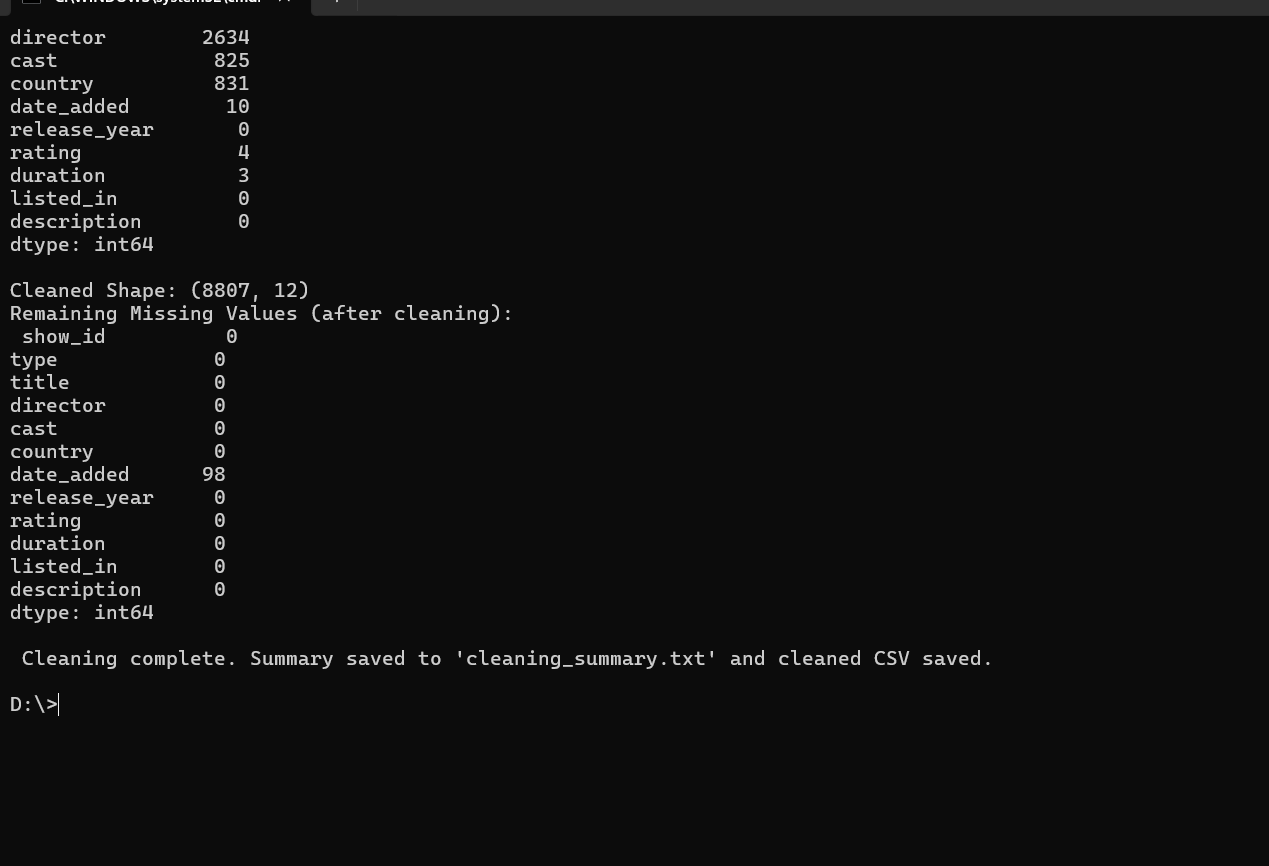 director        2634
cast             825
country          831
date_added        10
release_year       0
rating             4
duration           3
listed_in          0
description        0
dtype: int64

Cleaned Shape: (8807, 12)
Remaining Missing Values (after cleaning):
 show_id          0
type             0
title            0
director         0
cast             0
country          0
date_added      98
release_year     0
rating           0
duration         0
listed_in        0
description      0
dtype: int64

 Cleaning complete. Summary saved to 'cleaning_summary.txt' and cleaned CSV saved.

D:\>